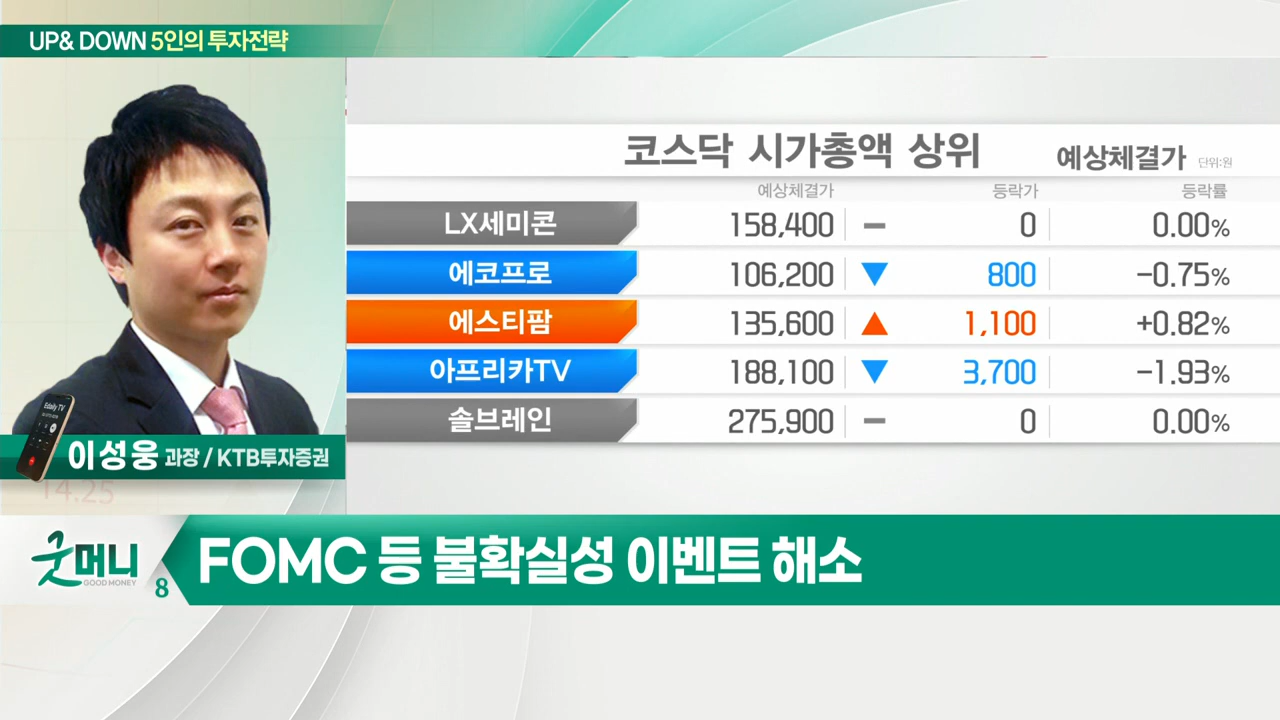 UP& DOWN 5인의 투자전략
코스닥 시가총액 상위 예상체결가 단위:원
예상체결가 등락가 등락률
LX세미콘 158,400 – 0 0.00%
에코프로 106,200 ▼ 800 -0.75%
에스티팜 135,600 ▲ 1,100 +0.82%
아프리카TV 188,100 ▼ 3,700 -1.93%
솔브레인 275,900 – 0 0.00%
Edaily TV
이성웅 과장 / KTB투자증권
14.25
굿머니
GOOD MONEY
8
FOMC 등 불확실성 이벤트 해소